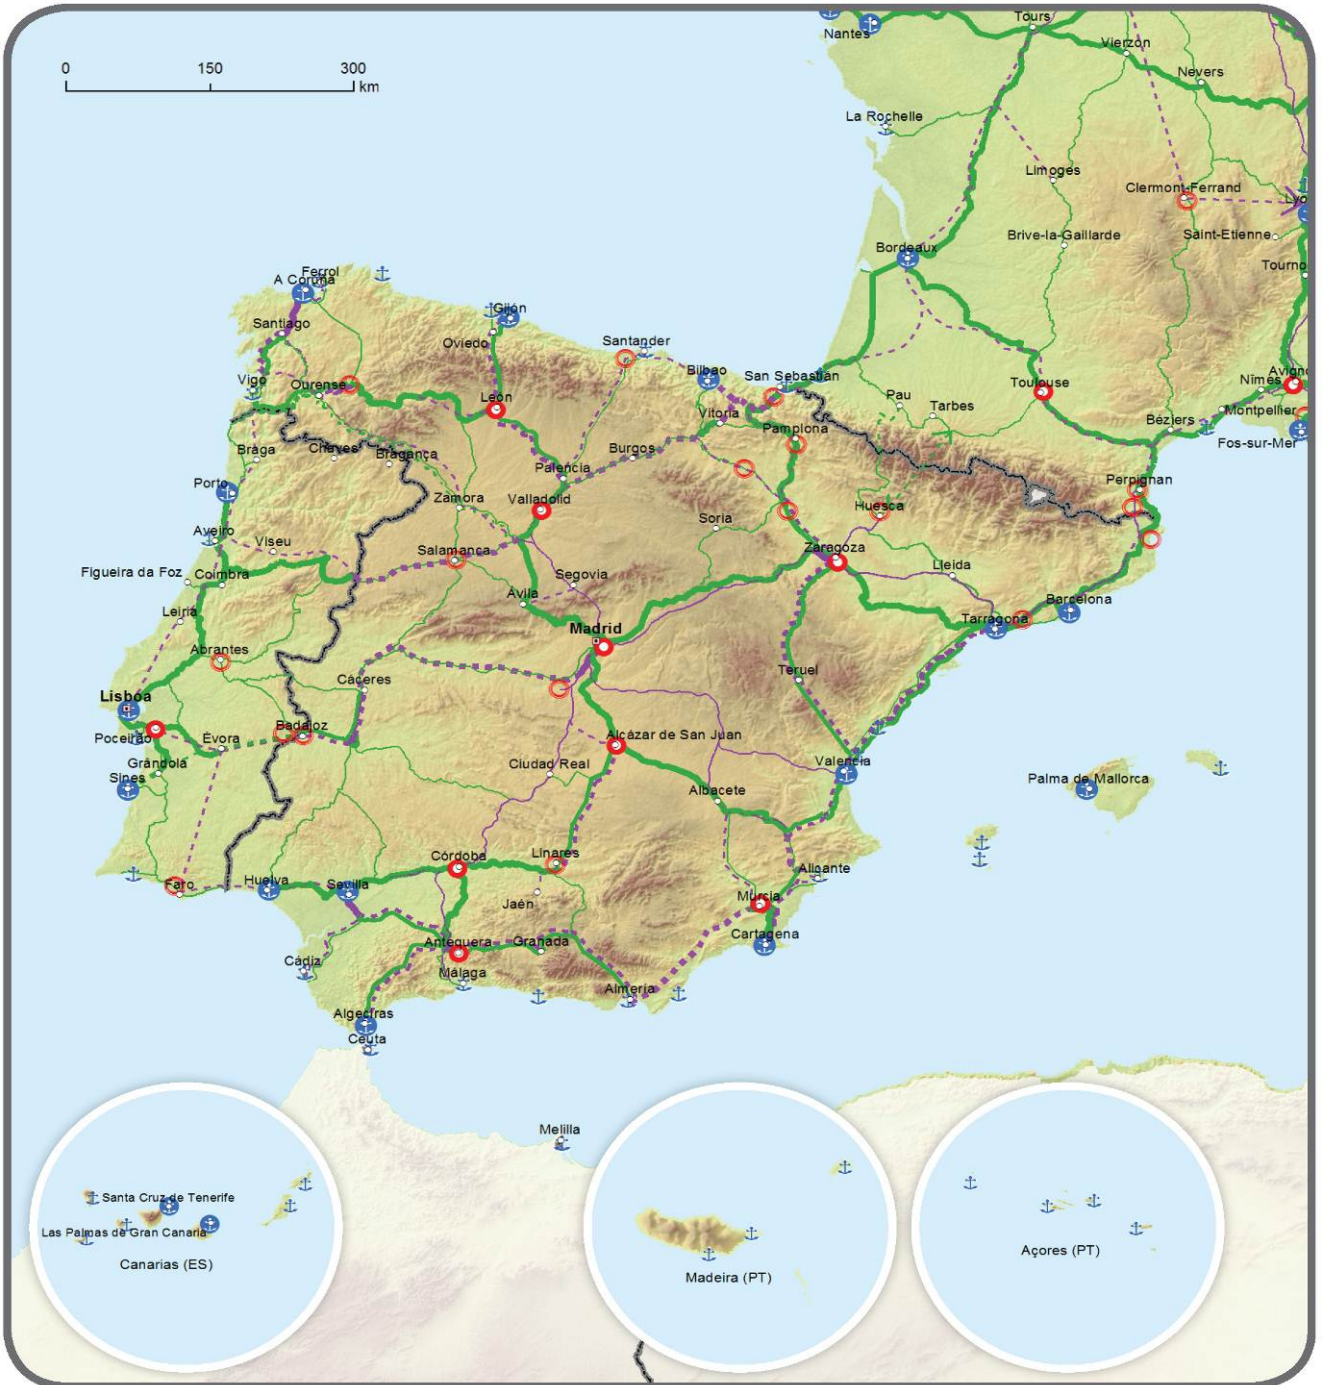 Tours
Nantes
Vierzon
0 150 300
km
Nevers
La Rochelle
Limoges
Clermont-Ferrand
Lyo
Brive-la-Gaillarde
Saint-Etienne
Bordeaux
Tourno
Ferrol
A Coruña
Gijón
Santiago
Oviedo
Santander
Bilbao
San Sebastián
Avigno
Vigo
Ourense
León
Toulouse
Nîmes
Pau
Tarbes
Vitoria
Montpellier
Béziers
Pamplona
Fos-sur-Mer
Braga
Chaves
Bragança
Burgos
Palencia
Perpignan
Porto
Zamora
Valladolid
Huesca
Soria
Aveiro
Viseu
Salamanca
Zaragoza
Figueira da Foz
Coimbra
Segovia
Lleida
Ávila
Barcelona
Leiria
Tarragona
Madrid
Abrantes
Teruel
Cáceres
Lisboa
Badajoz
Poceirão
Évora
Alcázar de San Juan
Grândola
Ciudad Real
Valencia
Sines
Palma de Mallorca
Albacete
Córdoba
Linares
Alicante
Faro
Huelva
Sevilla
Jaén
Murcia
Cartagena
Antequera
Granada
Cádiz
Málaga
Almería
Algeciras
Ceuta
Melilla
Santa Cruz de Tenerife
Las Palmas de Gran Canaria
Canarias (ES)
Madeira (PT)
Açores (PT)